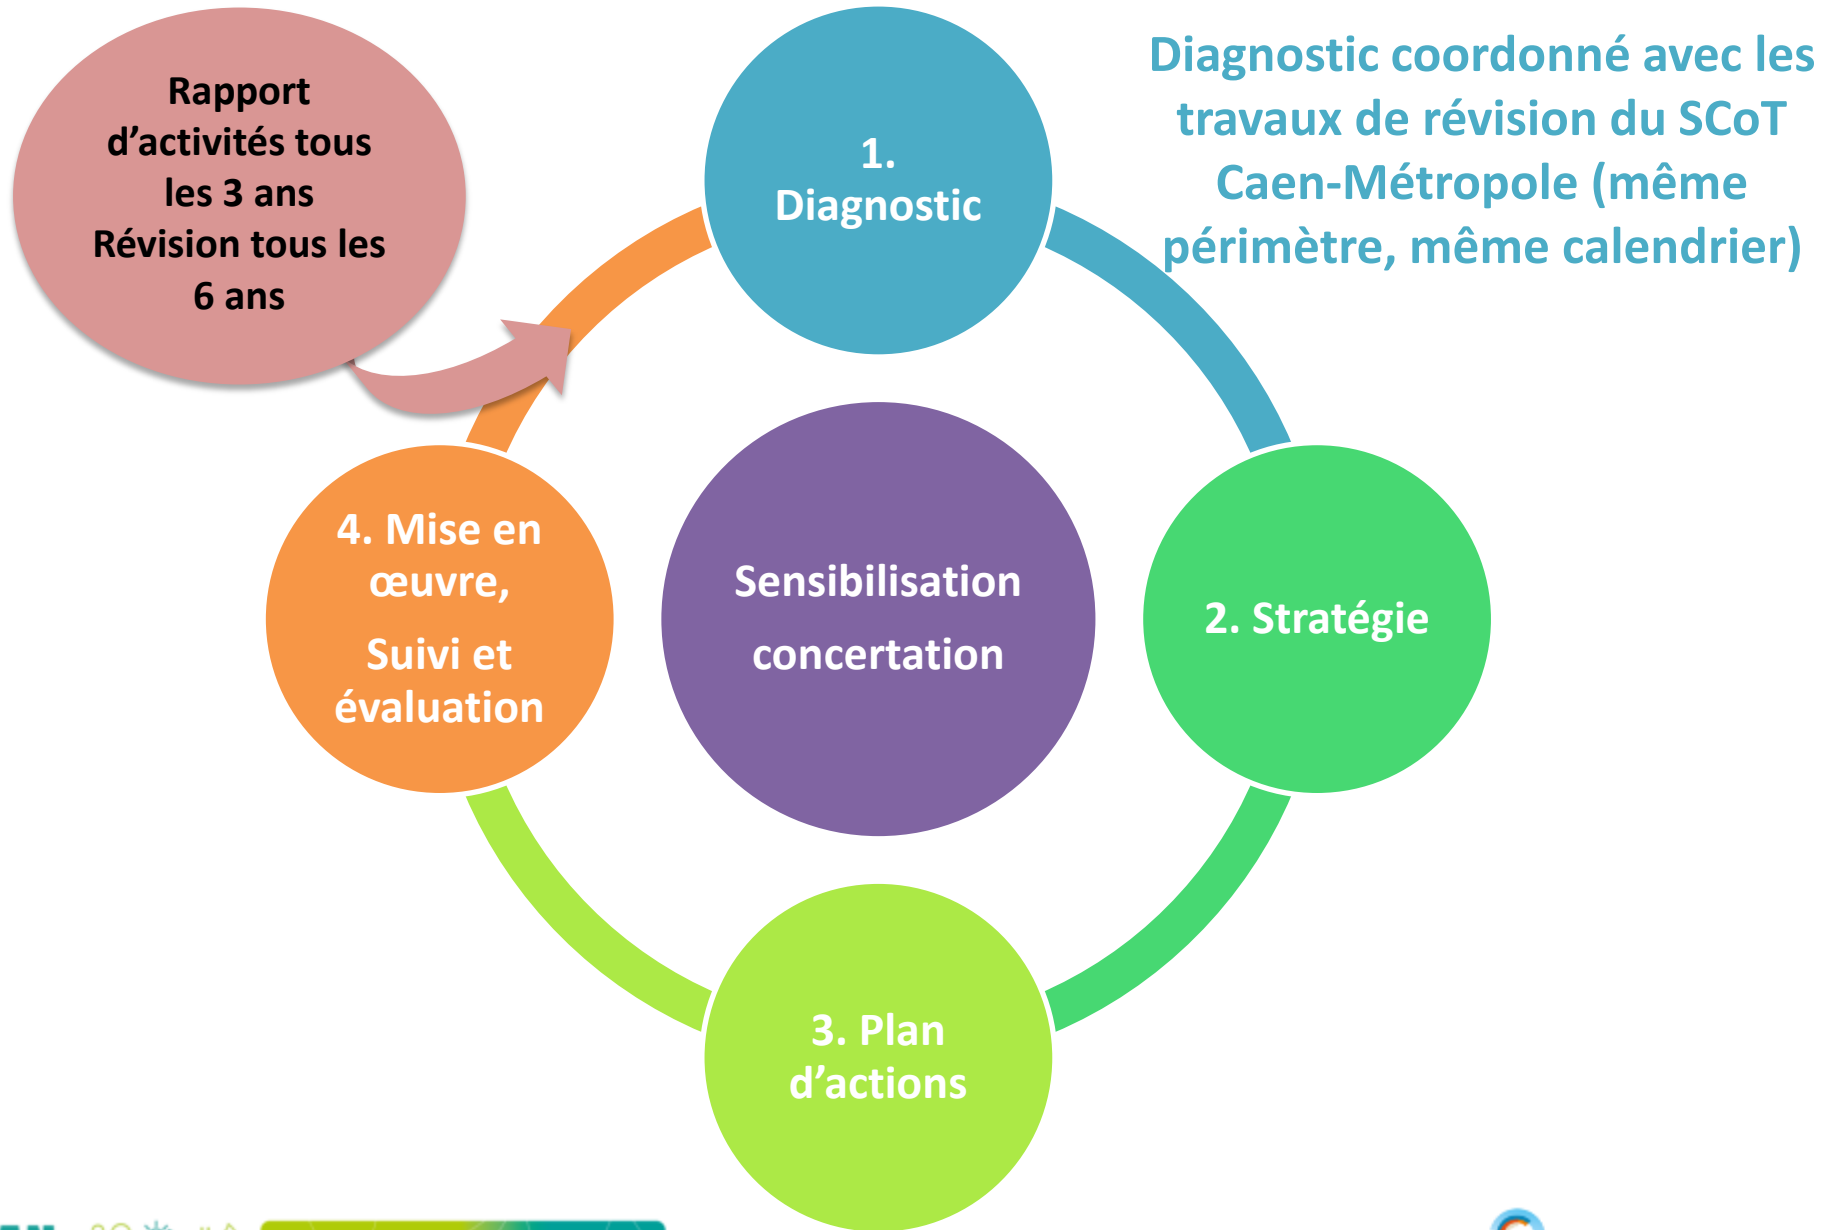 Rapport
d’activités tous
les 3 ans
Révision tous les
6 ans
1.
Diagnostic
Diagnostic coordonné avec les
travaux de révision du SCoT
Caen-Métropole (même
périmètre, même calendrier)
4. Mise en
œuvre,
Suivi et
évaluation
Sensibilisation
concertation
2. Stratégie
3. Plan
d’actions